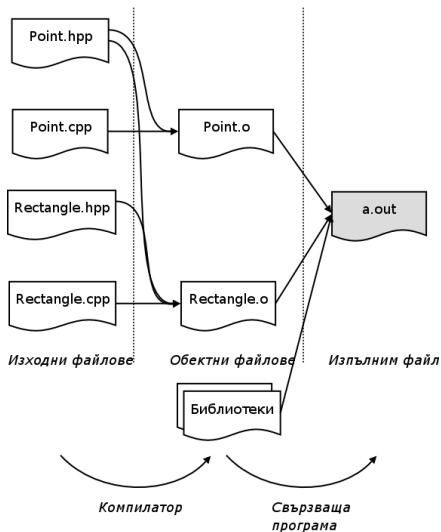 Point.hpp
Point.cpp
Point.o
Rectangle.hpp
a.out
Rectangle.cpp
Rectangle.o
Изходни файлове
Обектни файлове
Изпълним файл
Библиотеки
Компилатор
Свързваща
програма